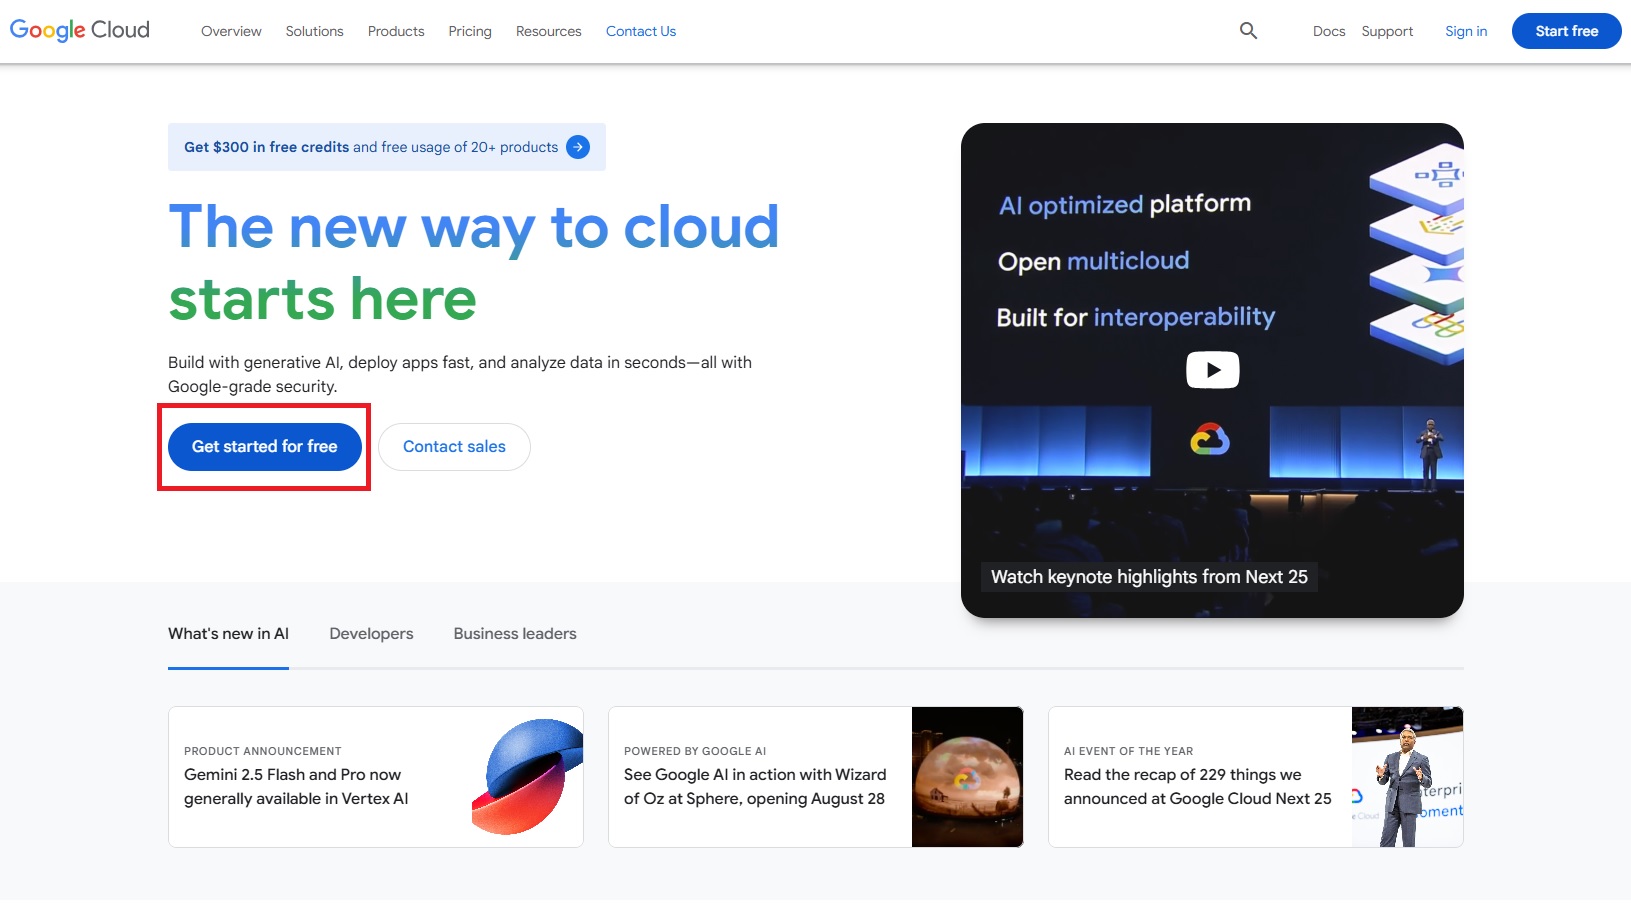 Google Cloud
Overview
Solutions
Products
Pricing
Resources
Contact Us
Docs
Support
Sign in
Start free
Get $300 in free credits and free usage of 20+ products
The new way to cloud
starts here
Build with generative AI, deploy apps fast, and analyze data in seconds—all with
Google-grade security.
Get started for free
Contact sales
AI optimized platform
Open multicloud
Built for interoperability
Watch keynote highlights from Next 25
What's new in AI
Developers
Business leaders
PRODUCT ANNOUNCEMENT
Gemini 2.5 Flash and Pro now
generally available in Vertex AI
POWERED BY GOOGLE AI
See Google AI in action with Wizard
of Oz at Sphere, opening August 28
AI EVENT OF THE YEAR
Read the recap of 229 things we
announced at Google Cloud Next 25